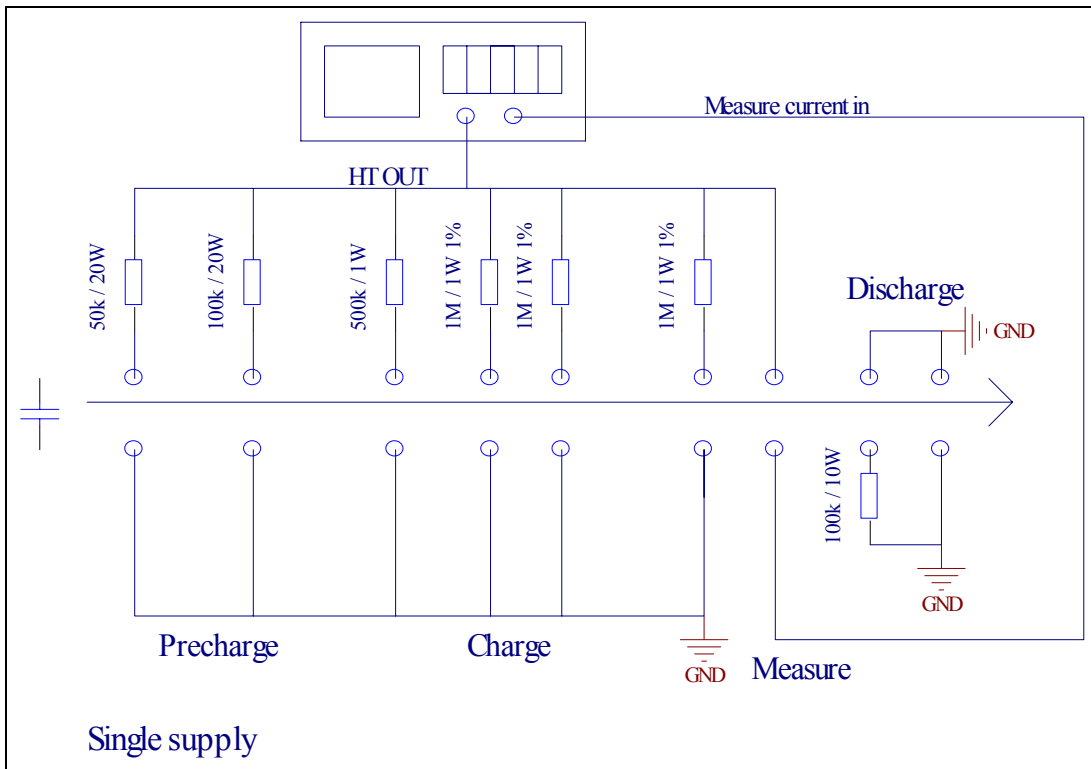 Measure current in
HT OUT
50k / 20W
100k / 20W
500k / 1W
1M / 1W 1%
1M / 1W 1%
1M / 1W 1%
Discharge
GND
100k / 10W
GND
Precharge
Charge
GND
Measure
Single supply